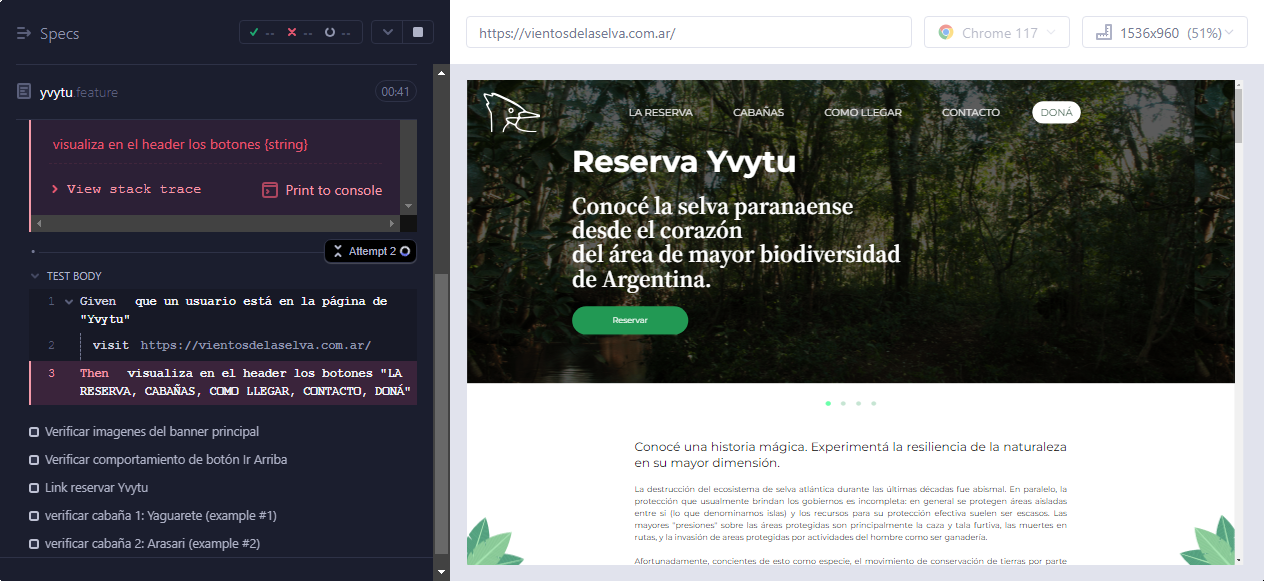 Specs
-- -- --
yvytu.feature
00:41
visualiza en el header los botones {string}
View stack trace
Print to console
Attempt 2
TEST BODY
1 Given que un usuario está en la página de
"Yvytu"
2 visit https://vientosdelaselva.com.ar/
3 Then visualiza en el header los botones "LA
RESERVA, CABAÑAS, COMO LLEGAR, CONTACTO, DONÁ"
Verificar imagenes del banner principal
Verificar comportamiento de botón Ir Arriba
Link reservar Yvytu
verificar cabaña 1: Yaguarete (example #1)
verificar cabaña 2: Arasari (example #2)
https://vientosdelaselva.com.ar/
Chrome 117
1536x960 (51%)
LA RESERVA CABAÑAS COMO LLEGAR CONTACTO DONÁ
Reserva Yvytu
Conocé la selva paranaense
desde el corazón
del área de mayor biodiversidad
de Argentina.
Reservar
Conocé una historia mágica. Experimentá la resiliencia de la naturaleza
en su mayor dimensión.
La destrucción del ecosistema de selva atlántica durante las últimas décadas fue abismal. En paralelo, la
protección que usualmente brindan los gobiernos es incompleta: en general se protegen áreas aisladas
entre sí (lo que denominamos islas) y los recursos para su protección efectiva suelen ser escasos. Las
mayores "presiones" sobre las áreas protegidas son principalmente la caza y tala furtiva, las muertes en
rutas, y la invasión de areas protegidas por actividades del hombre como ser ganadería.
Afortunadamente, concientes de esto como especie, el movimiento de conservación de tierras por parte